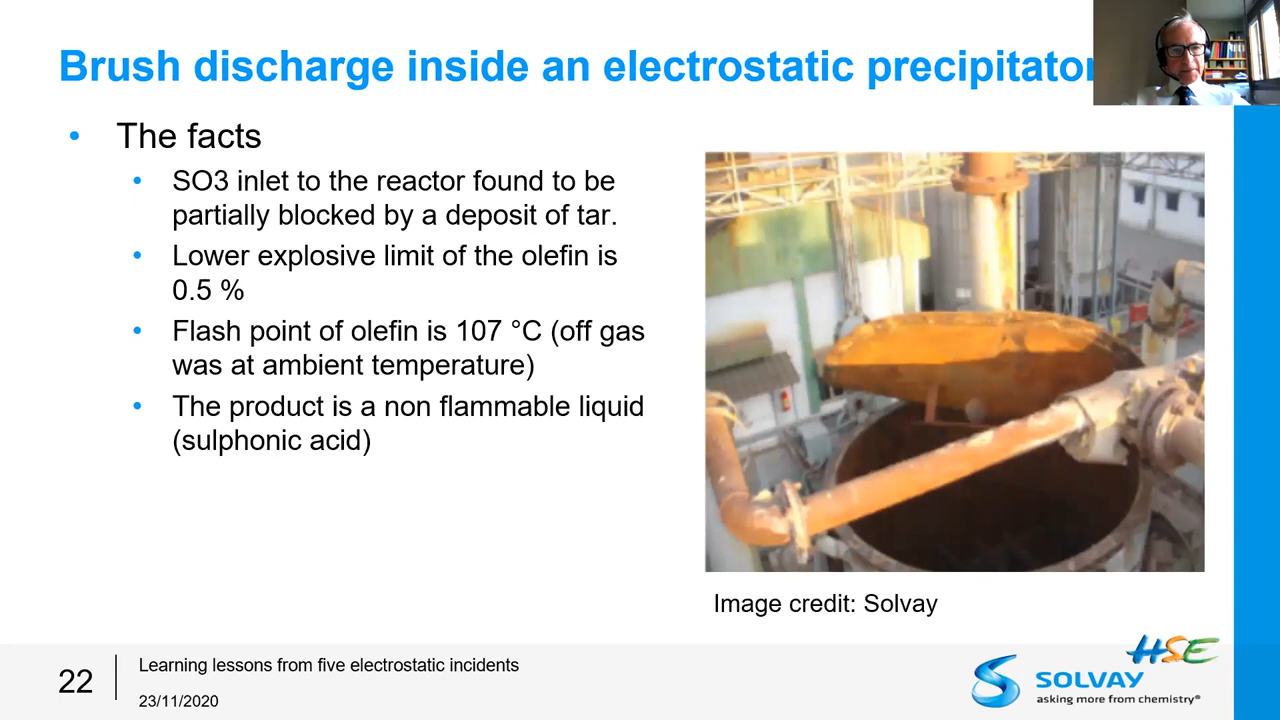 Brush discharge inside an electrostatic precipitator
• The facts
• SO3 inlet to the reactor found to be
partially blocked by a deposit of tar.
• Lower explosive limit of the olefin is
0.5 %
• Flash point of olefin is 107 °C (off gas
was at ambient temperature)
• The product is a non flammable liquid
(sulphonic acid)
Image credit: Solvay
22
Learning lessons from five electrostatic incidents
23/11/2020
HSE
SOLVAY
asking more from chemistry®